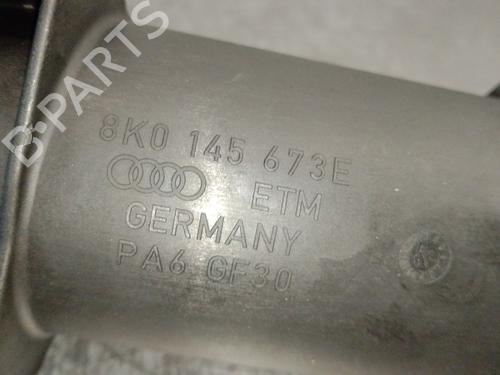 B-PARTS
8K0 145 673E
ETM
GERMANY
PA6 GF30